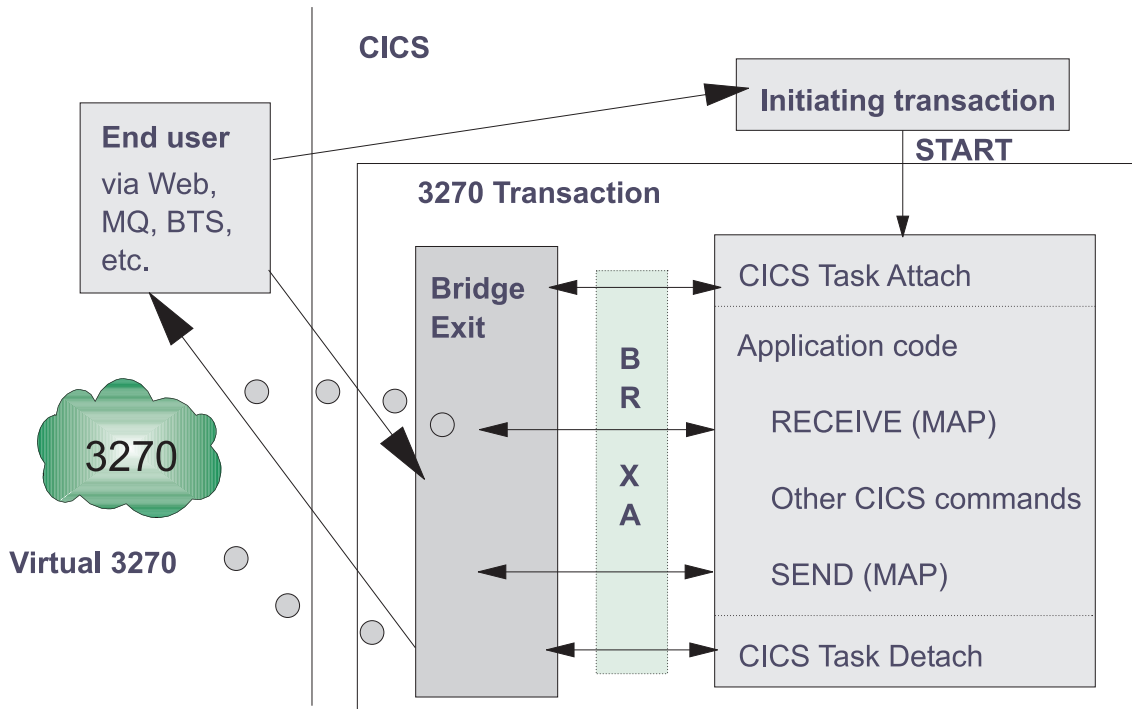 CICS
Initiating transaction
End user
via Web,
MQ, BTS,
etc.
START
3270 Transaction
Bridge
Exit
B
R
X
A
CICS Task Attach
Application code
RECEIVE (MAP)
Other CICS commands
SEND (MAP)
CICS Task Detach
3270
Virtual 3270